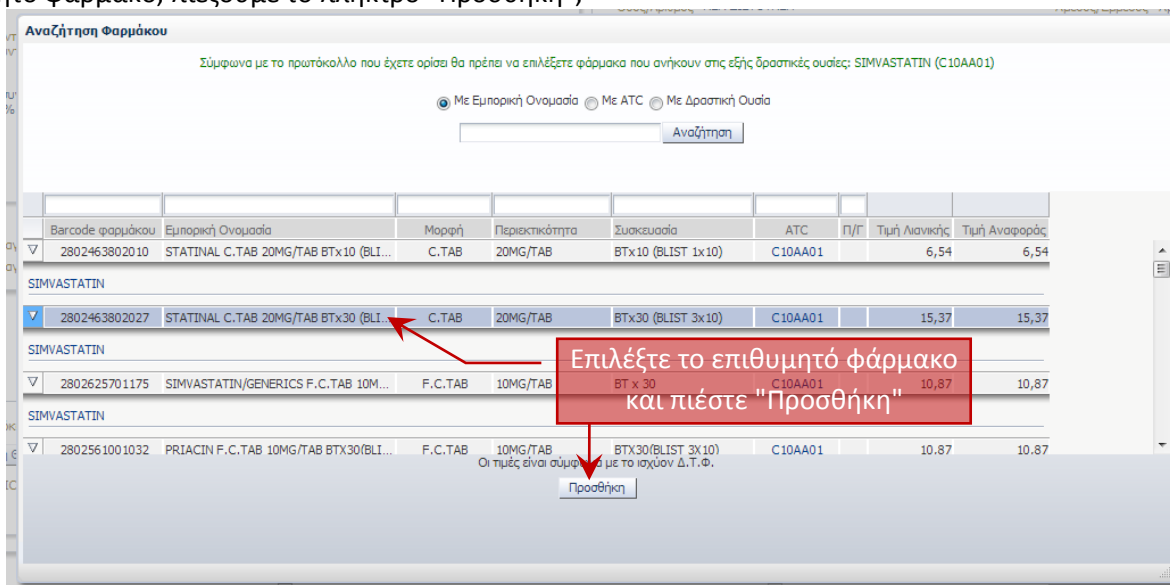 φάρμακο, πιέζουμε το πλήκτρο "Προσθήκη",
Αναζήτηση Φαρμάκου
Σύμφωνα με το πρωτόκολλο που έχετε ορίσει θα πρέπει να επιλέξετε φάρμακα που ανήκουν στις εξής δραστικές ουσίες: SIMVASTATIN (C10AA01)
Με Εμπορική Ονομασία Με ATC Με Δραστική Ουσία
Αναζήτηση
Barcode φαρμάκου Εμπορική Ονομασία Μορφή Περιεκτικότητα Συσκευασία ATC Π/Γ Τιμή Λιανικής Τιμή Αναφοράς
2802463802010 STATINAL C.TAB 20MG/TAB BTx10 (BLI... C.TAB 20MG/TAB BTx10 (BLIST 1x10) C10AA01 6,54 6,54
SIMVASTATIN
2802463802027 STATINAL C.TAB 20MG/TAB BTx30 (BLI... C.TAB 20MG/TAB BTx30 (BLIST 3x10) C10AA01 15,37 15,37
SIMVASTATIN
Επιλέξτε το επιθυμητό φάρμακο
και πιέστε "Προσθήκη"
2802625701175 SIMVASTATIN/GENERICS F.C.TAB 10M... F.C.TAB 10MG/TAB BT x 30 C10AA01 10,87 10,87
SIMVASTATIN
2802561001032 PRIACIN F.C.TAB 10MG/TAB BTX30(BLI... F.C.TAB 10MG/TAB BTX30(BLIST 3X10) C10AA01 10.87 10.87
Οι τιμές είναι σύμφωνα με το ισχύον Δ.Τ.Φ.
Προσθήκη